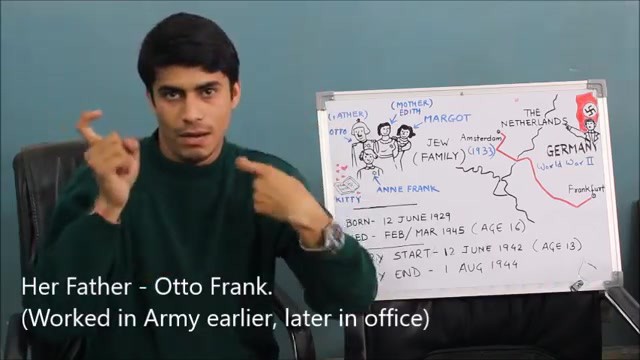 (MOTHER)
EDITH
OTTO
MARGOT
ANNE FRANK
KITTY
JEW
(FAMILY)
THE
NETHERLANDS
Amsterdam
(1933)
GERMANY
World War II
Frankfurt
BORN- 12 JUNE 1929
FEB/MAR 1945 (AGE 16)
START- 12 JUNE 1942 (AGE 13)
END - 1 AUG 1944
Her Father - Otto Frank.
(Worked in Army earlier, later in office)